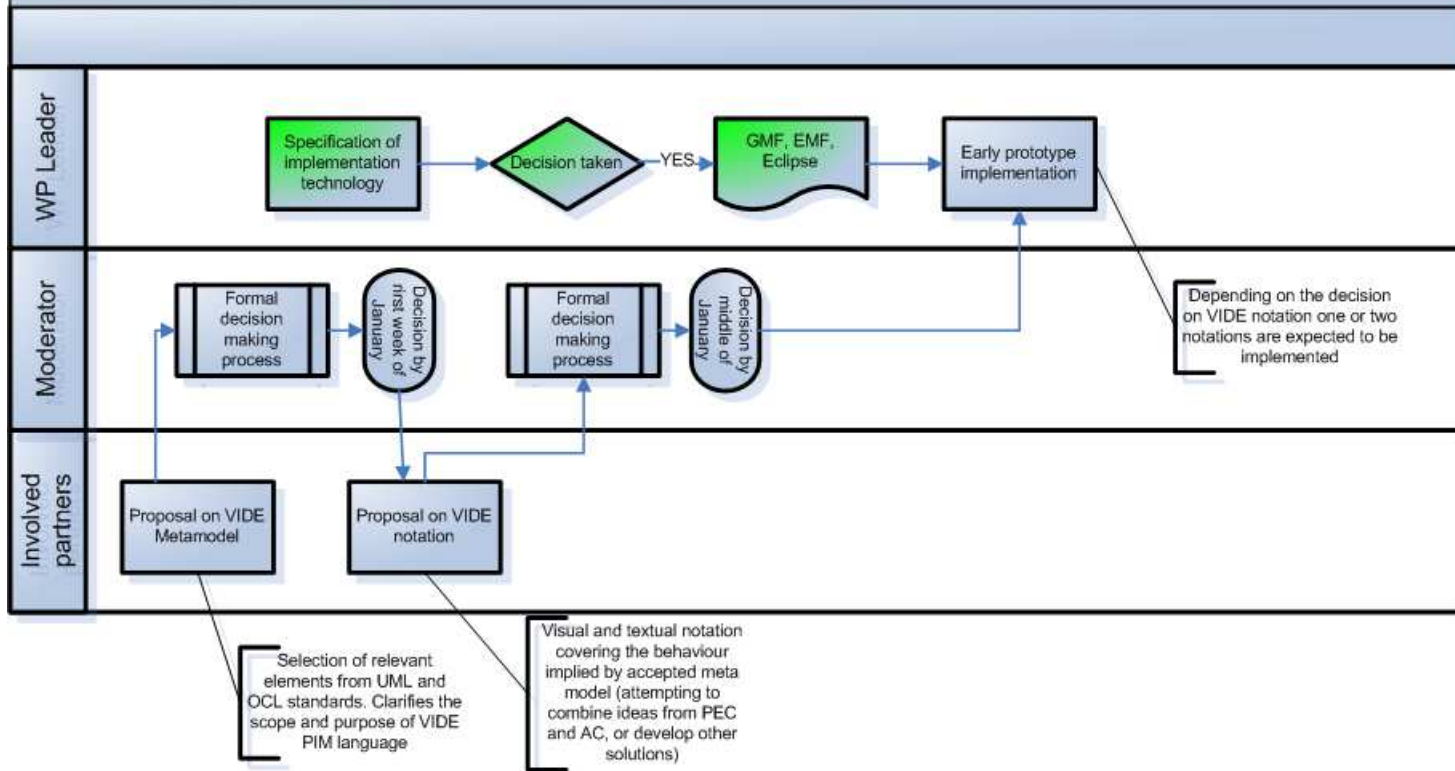 WP Leader
Specification of
implementation
technology
Decision taken
YES
GMF, EMF,
Eclipse
Early prototype
implementation
Moderator
Formal
decision
making
process
Decision by
rirst week of
January
Formal
decision
making
process
Decision by
middle of
January
Depending on the decision
on VIDE notation one or two
notations are expected to be
implemented
Involved
partners
Proposal on VIDE
Metamodel
Proposal on VIDE
notation
Selection of relevant
elements from UML and
OCL standards. Clarifies the
scope and purpose of VIDE
PIM language
Visual and textual notation
covering the behaviour
implied by accepted meta
model (attempting to
combine ideas from PEC
and AC, or develop other
solutions)